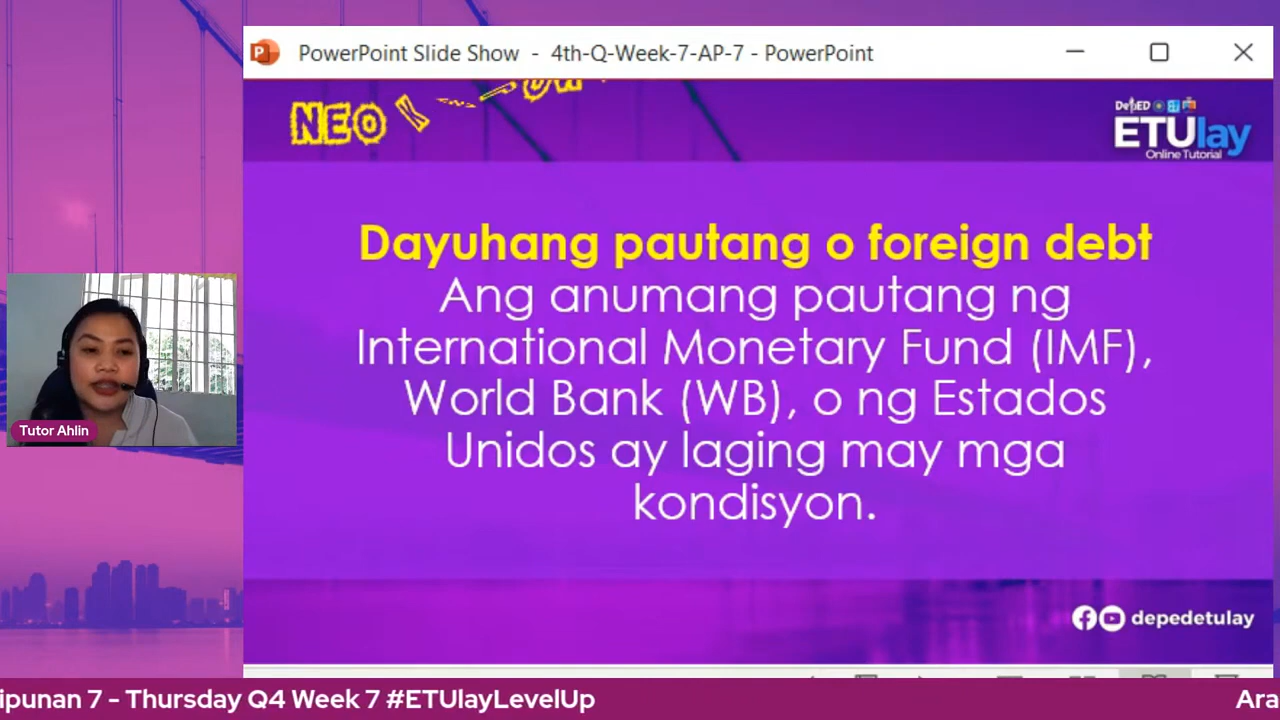 PowerPoint Slide Show - 4th-Q-Week-7-AP-7 - PowerPoint
NEO
DepED
ETUlay
Online Tutorial
Dayuhang pautang o foreign debt
Ang anumang pautang ng
International Monetary Fund (IMF),
World Bank (WB), o ng Estados
Unidos ay laging may mga
kondisyon.
Tutor Ahlin
depedetulay
ipunan 7 - Thursday Q4 Week 7 #ETUlayLevelUp
Ara